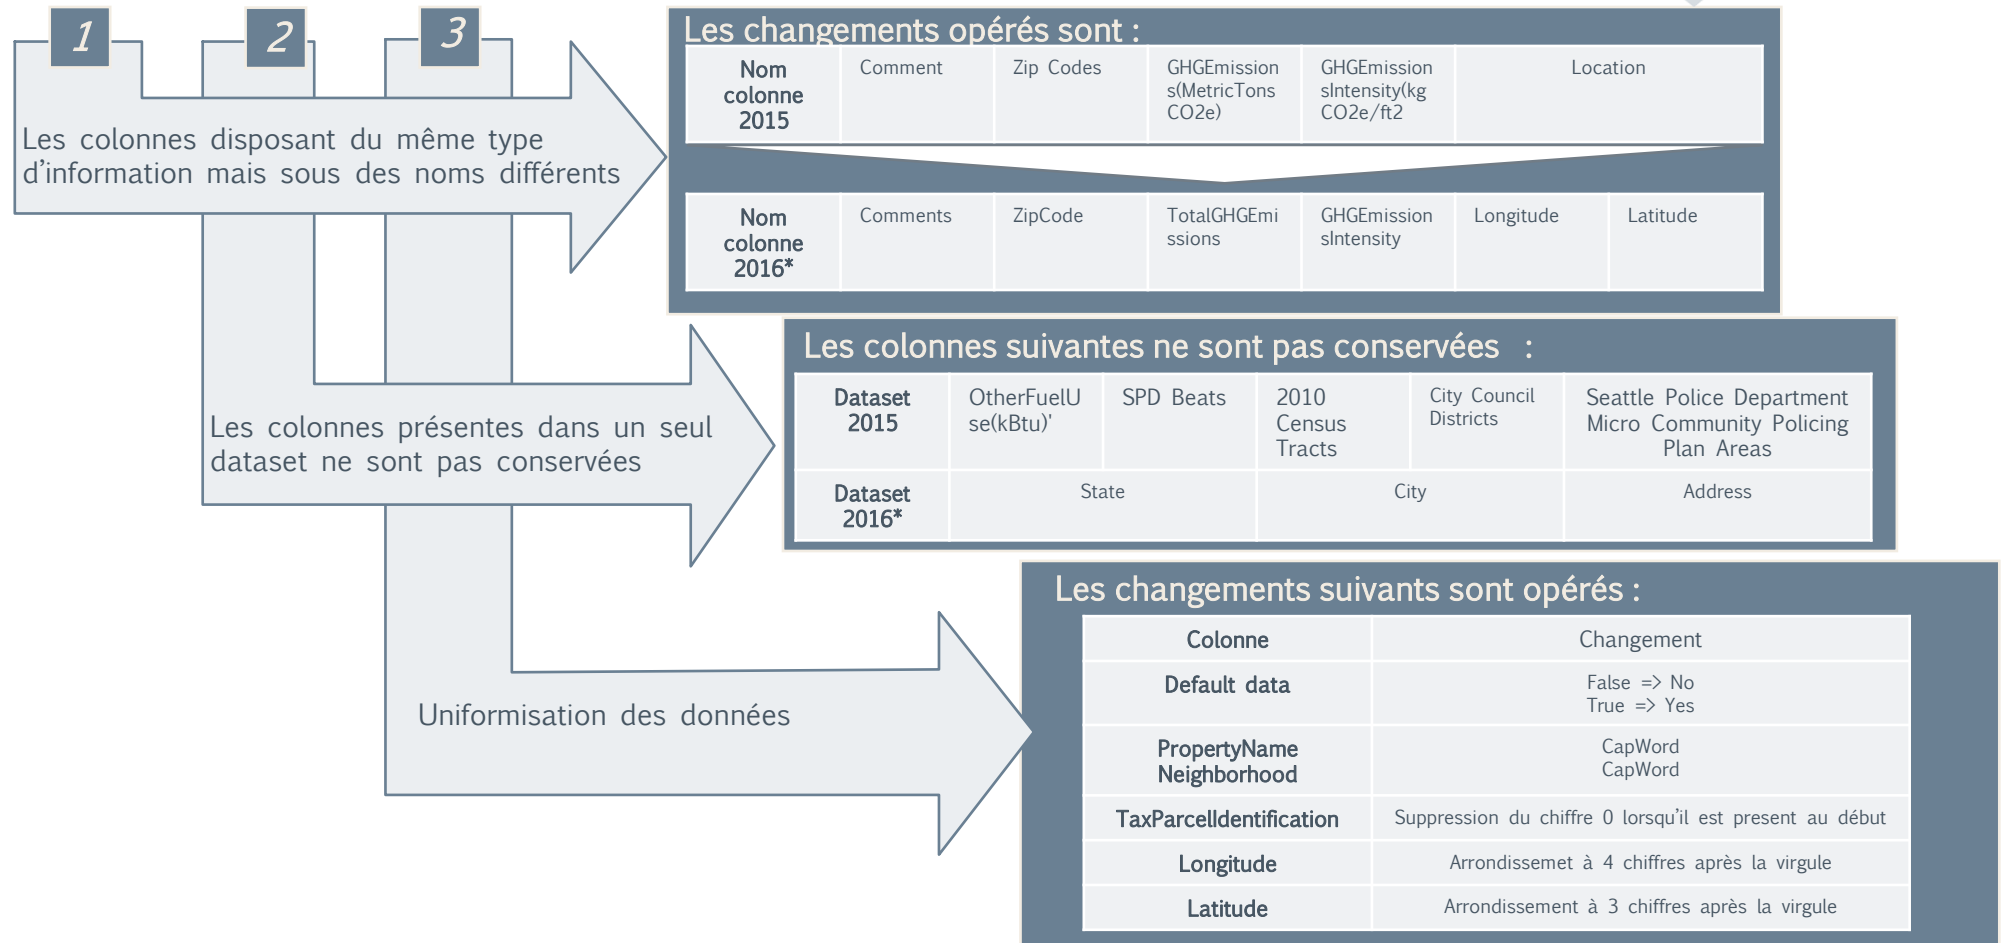 1
2
3
Les colonnes disposant du même type
d'information mais sous des noms différents
Les changements opérés sont :
Nom
colonne
2015
Comment
Zip Codes
GHGEmission
s(MetricTons
CO2e)
GHGEmission
sIntensity(kg
CO2e/ft2
Location
Nom
colonne
2016*
Comments
ZipCode
TotalGHGEmi
ssions
GHGEmission
sIntensity
Longitude
Latitude
Les colonnes présentes dans un seul
dataset ne sont pas conservées
Les colonnes suivantes ne sont pas conservées :
Dataset
2015
OtherFuelU
se(kBtu)'
SPD Beats
2010
Census
Tracts
City Council
Districts
Seattle Police Department
Micro Community Policing
Plan Areas
Dataset
2016*
State
City
Address
Uniformisation des données
Les changements suivants sont opérés :
Colonne
Changement
Default data
False => No
True => Yes
PropertyName
Neighborhood
CapWord
CapWord
TaxParcelIdentification
Suppression du chiffre 0 lorsqu'il est present au début
Longitude
Arrondissemet à 4 chiffres après la virgule
Latitude
Arrondissement à 3 chiffres après la virgule